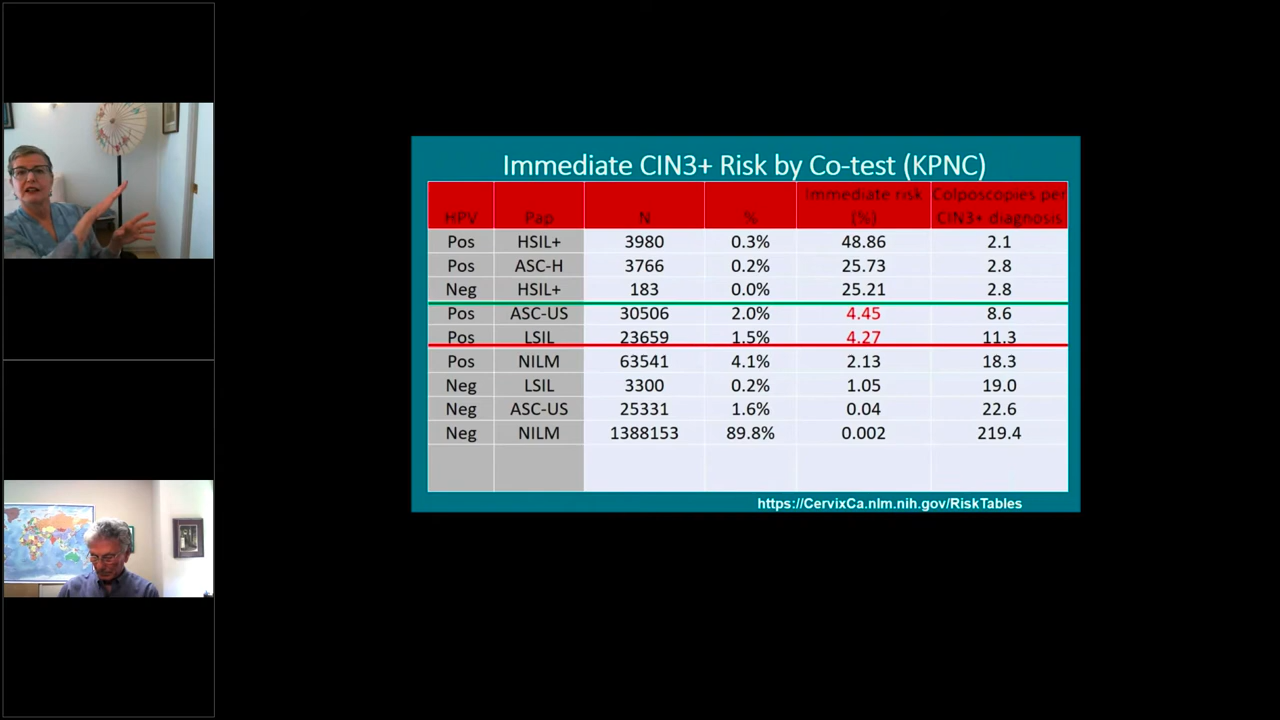 Immediate CIN3+ Risk by Co-test (KPNC)
HPV Pap N % Immediate risk (%) Colposcopies per CIN3+ diagnosis
Pos HSIL+ 3980 0.3% 48.86 2.1
Pos ASC-H 3766 0.2% 25.73 2.8
Neg HSIL+ 183 0.0% 25.21 2.8
Pos ASC-US 30506 2.0% 4.45 8.6
Pos LSIL 23659 1.5% 4.27 11.3
Pos NILM 63541 4.1% 2.13 18.3
Neg LSIL 3300 0.2% 1.05 19.0
Neg ASC-US 25331 1.6% 0.04 22.6
Neg NILM 1388153 89.8% 0.002 219.4
https://CervixCa.nlm.nih.gov/RiskTables